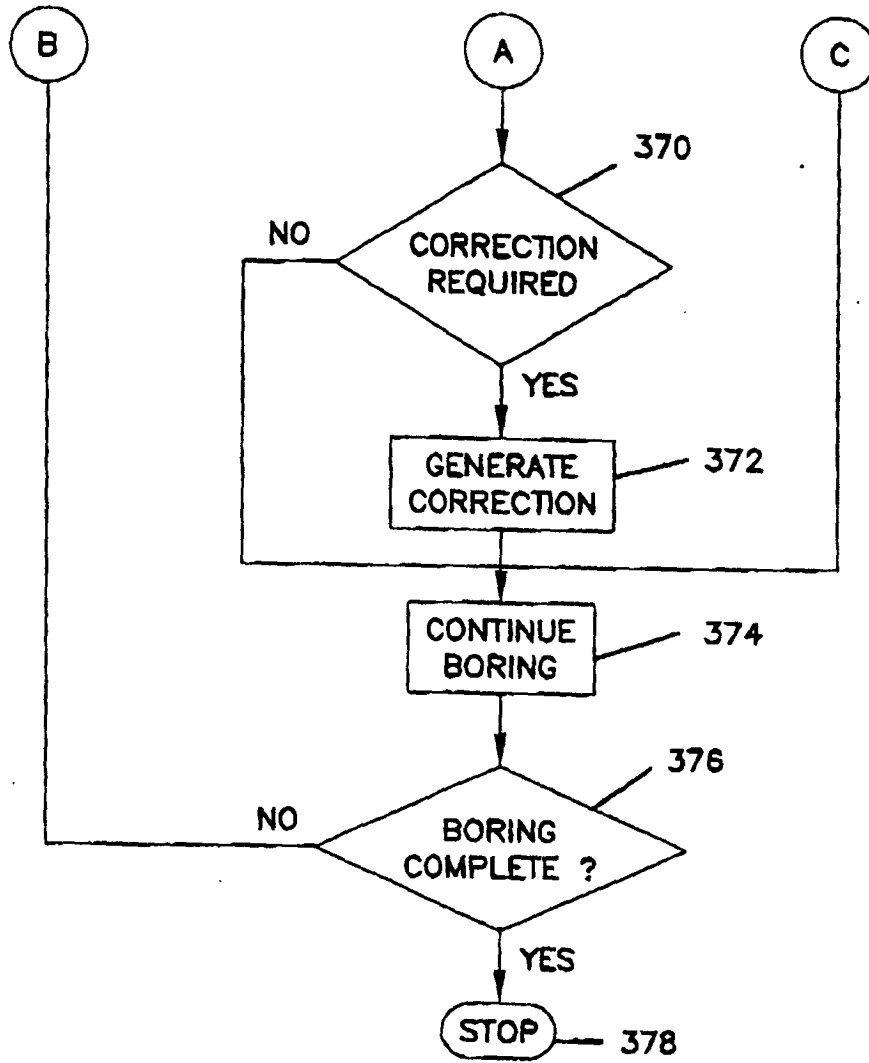 B
A
C
370
NO
CORRECTION
REQUIRED
YES
GENERATE
CORRECTION
372
CONTINUE
BORING
374
376
NO
BORING
COMPLETE ?
YES
STOP
378